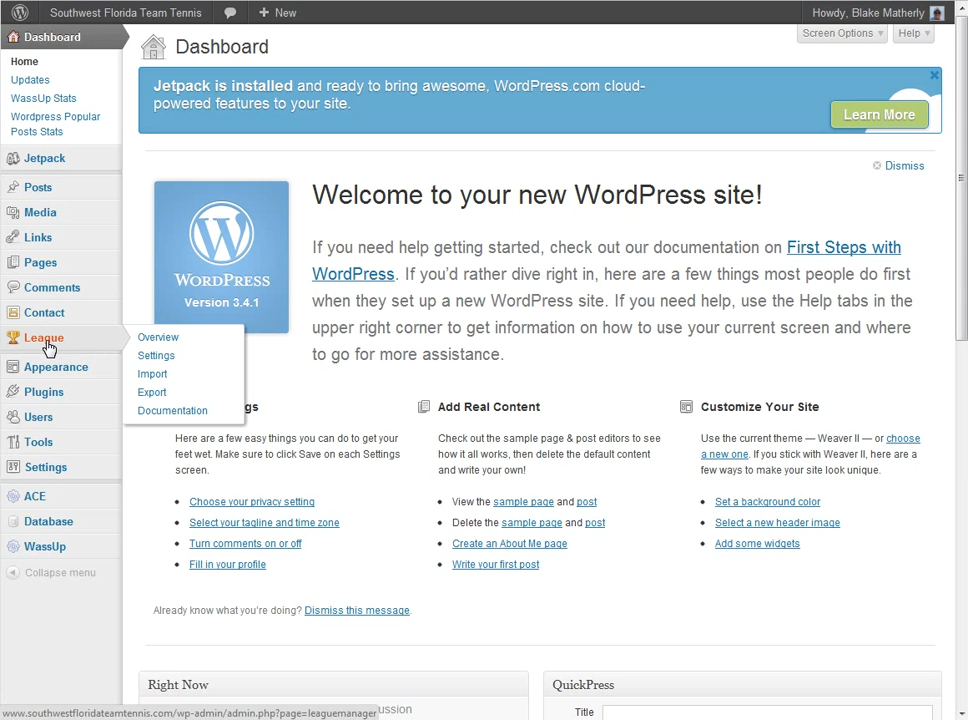 Southwest Florida Team Tennis
+ New
Howdy, Blake Matherly
Dashboard
Home
Updates
WassUp Stats
Wordpress Popular
Posts Stats
Jetpack
Posts
Media
Links
Pages
Comments
Contact
League
Appearance
Plugins
Users
Tools
Settings
ACE
Database
WassUp
Collapse menu
Overview
Settings
Import
Export
Documentation
Screen Options
Help
Dashboard
Jetpack is installed and ready to bring awesome, WordPress.com cloud-
powered features to your site.
Learn More
Dismiss
WORDPRESS
Version 3.4.1
Welcome to your new WordPress site!
If you need help getting started, check out our documentation on First Steps with
WordPress. If you'd rather dive right in, here are a few things most people do first
when they set up a new WordPress site. If you need help, use the Help tabs in the
upper right corner to get information on how to use your current screen and where
to go for more assistance.
gs
Here are a few easy things you can do to get your
feet wet. Make sure to click Save on each Settings
screen.
Choose your privacy setting
Select your tagline and time zone
Turn comments on or off
Fill in your profile
Add Real Content
Check out the sample page & post editors to see
how it all works, then delete the default content
and write your own!
View the sample page and post
Delete the sample page and post
Create an About Me page
Write your first post
Customize Your Site
Use the current theme — Weaver II — or choose
a new one. If you stick with Weaver II, here are a
few ways to make your site look unique.
Set a background color
Select a new header image
Add some widgets
Already know what you're doing? Dismiss this message.
Right Now
ussion
QuickPress
Title
www.southwestfloridateamtennis.com/wp-admin/admin.php?page=leaguemanager